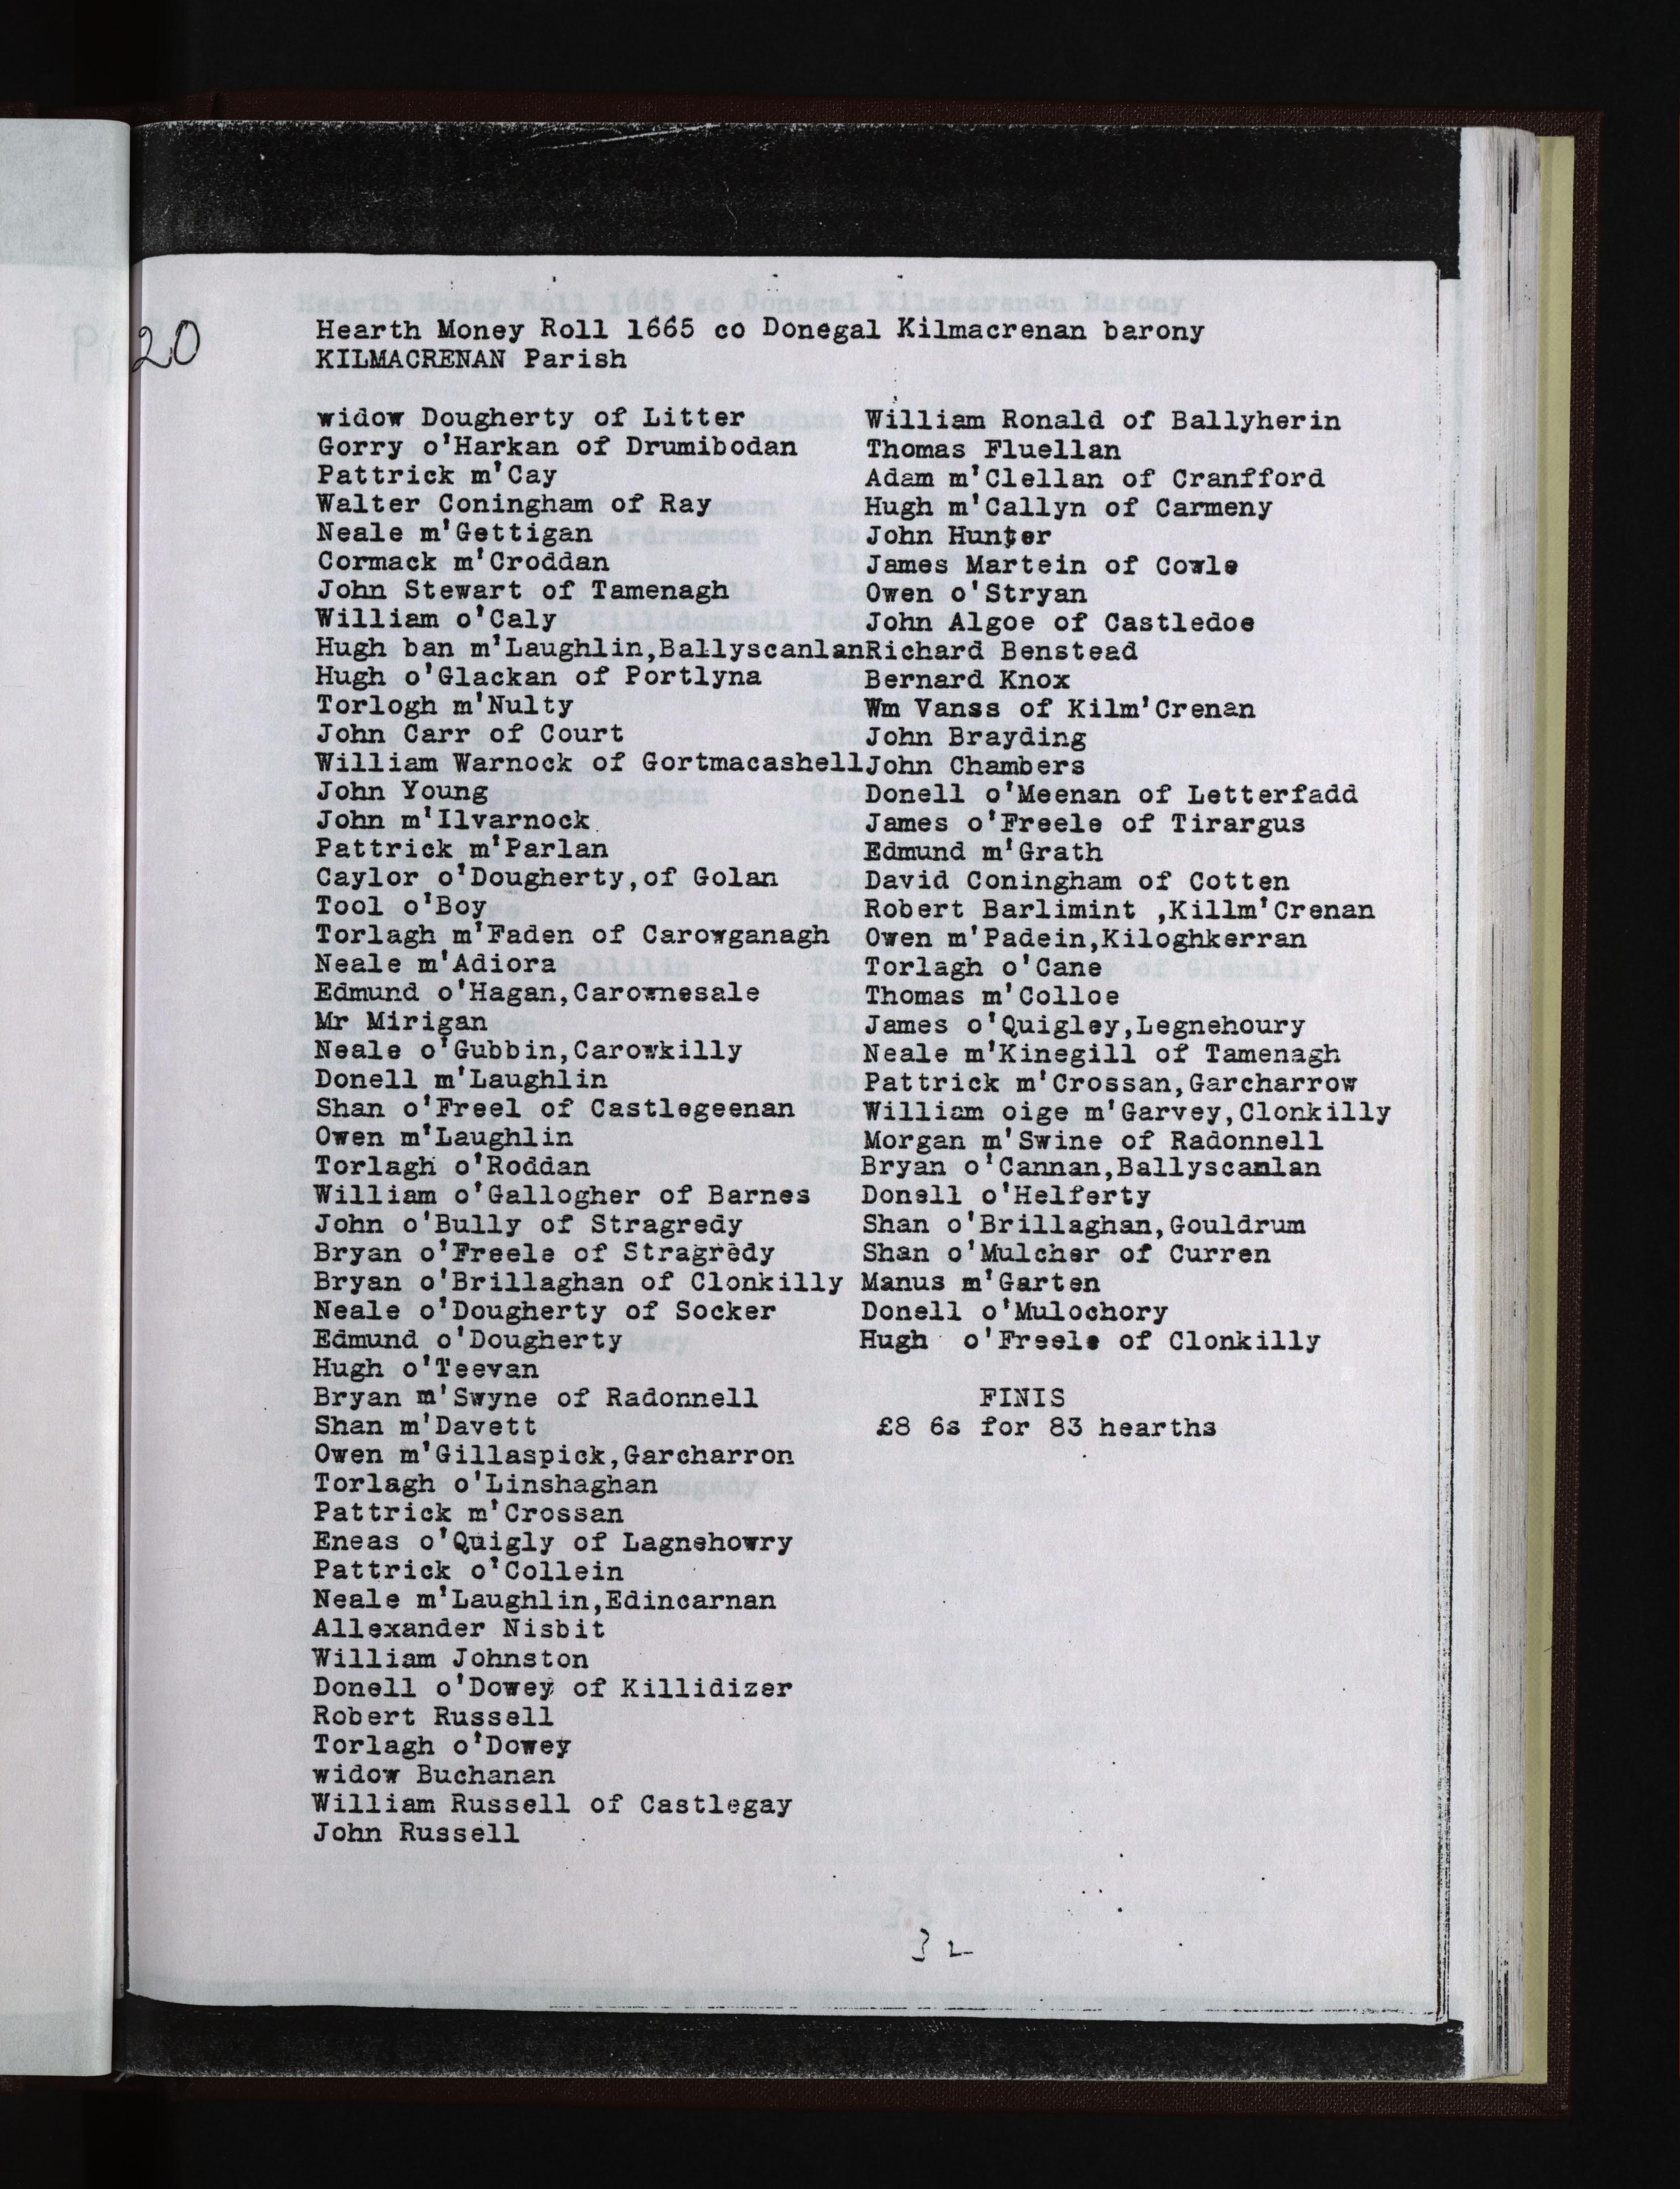 20
Hearth Money Roll 1665 co Donegal Kilmacrenan barony
KILMACRENAN Parish
widow Dougherty of Litter
Gorry o'Harkan of Drumibodan
Pattrick m'Cay
Walter Coningham of Ray
Neale m'Gettigan
Cormack m'Croddan
John Stewart of Tamenagh
William o'Caly
Hugh ban m'Laughlin,Ballyscanlan
Hugh o'Glackan of Portlyna
Torlogh m'Nulty
John Carr of Court
William Warnock of Gortmacashell
John Young
John m'Ilvarnock
Pattrick m'Parlan
Caylor o'Dougherty,of Golan
Tool o'Boy
Torlagh m'Faden of Carowganagh
Neale m'Adiora
Edmund o'Hagan,Carownesale
Mr Mirigan
Neale o'Gubbin,Carowkilly
Donell m'Laughlin
Shan o'Freel of Castlegeenan
Owen m'Laughlin
Torlagh o'Roddan
William o'Gallogher of Barnes
John o'Bully of Stragredy
Bryan o'Freele of Stragredy
Bryan o'Brillaghan of Clonkilly
Neale o'Dougherty of Socker
Edmund o'Dougherty
Hugh o'Teevan
Bryan m'Swyne of Radonnell
Shan m'Davett
Owen m'Gillaspick,Garcharron
Torlagh o'Linshaghan
Pattrick m'Crossan
Eneas o'Quigly of Lagnehowry
Pattrick o'Collein
Neale m'Laughlin,Edincarnan
Allexander Nisbit
William Johnston
Donell o'Dowey of Killidizer
Robert Russell
Torlagh o'Dowey
widow Buchanan
William Russell of Castlegay
John Russell
William Ronald of Ballyherin
Thomas Fluellan
Adam m'Clellan of Cranfford
Hugh m'Callyn of Carmeny
John Hunter
James Martein of Cowle
Owen o'Stryan
John Algoe of Castledoe
Richard Benstead
Bernard Knox
Wm Vanss of Kilm'Crenan
John Brayding
John Chambers
Donell o'Meenan of Letterfadd
James o'Freele of Tirargus
Edmund m'Grath
David Coningham of Cotten
Robert Barlimint ,Killm'Crenan
Owen m'Padein,Kiloghkerran
Torlagh o'Cane
Thomas m'Colloe
James o'Quigley,Legnehoury
Neale m'Kinegill of Tamenagh
Pattrick m'Crossan,Garcharrow
William oige m'Garvey,Clonkilly
Morgan m'Swine of Radonnell
Bryan o'Cannan,Ballyscanlan
Donell o'Helferty
Shan o'Brillaghan,Gouldrum
Shan o'Mulcher of Curren
Manus m'Garten
Donell o'Mulochory
Hugh o'Freele of Clonkilly
FINIS
£8 6s for 83 hearths
32